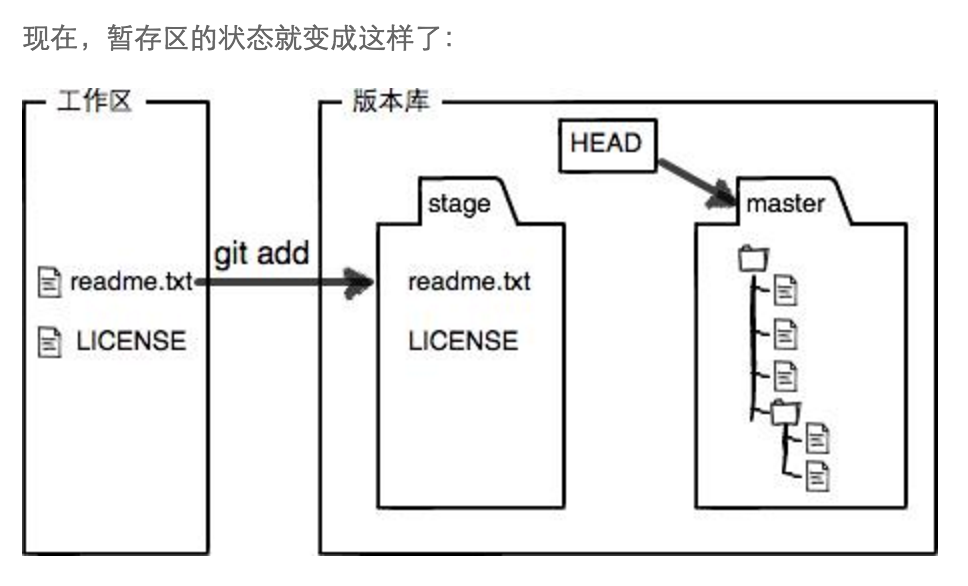 现在，暂存区的状态就变成这样了：
工作区
版本库
HEAD
stage
master
git add
readme.txt
readme.txt
LICENSE
LICENSE